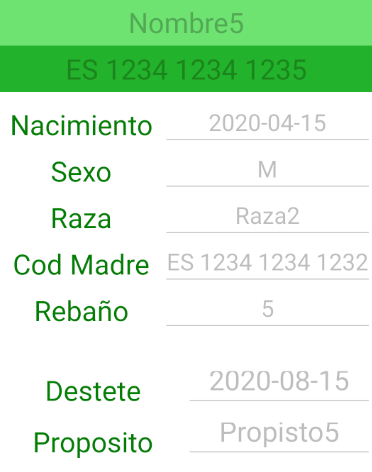 Nombre5
ES 1234 1234 1235
Nacimiento 2020-04-15
Sexo M
Raza Raza2
Cod Madre ES 1234 1234 1232
Rebaño 5
Destete 2020-08-15
Proposito Propisto5